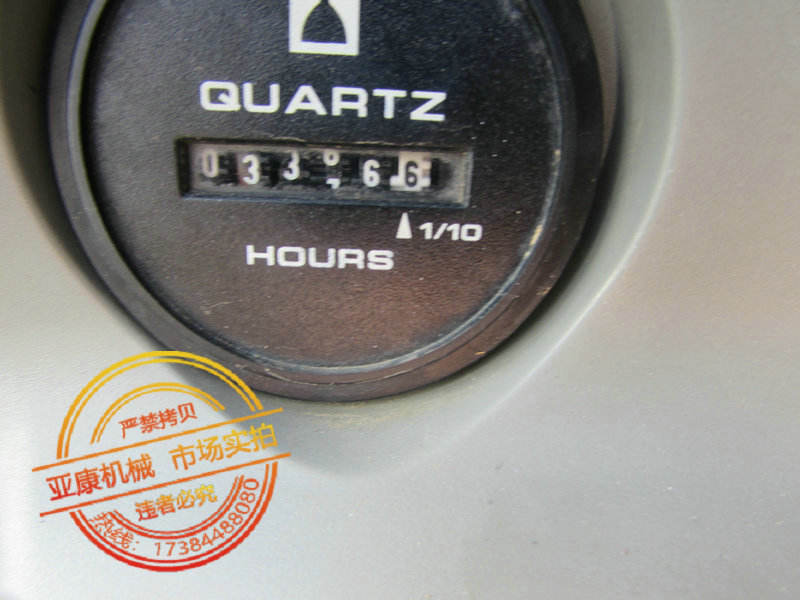 QUARTZ
0 3 3 6 6
1/10
HOURS
严禁拷贝
亚康机械 市场实拍
违者必究
热线：17384488080